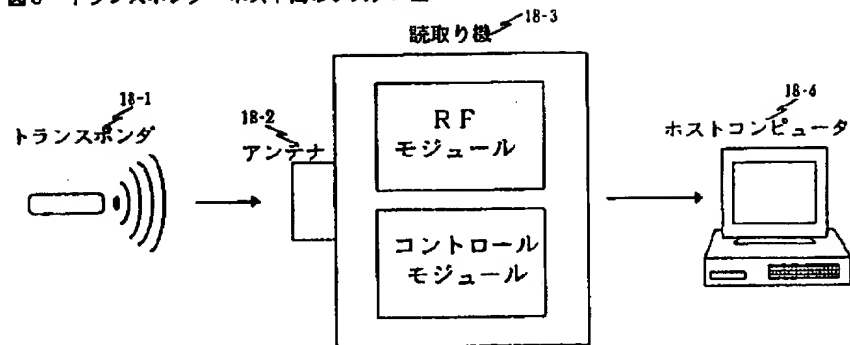 18-3
読取り機
18-1
トランスポンダ
18-2
アンテナ
RF
モジュール
コントロール
モジュール
18-4
ホストコンピュータ